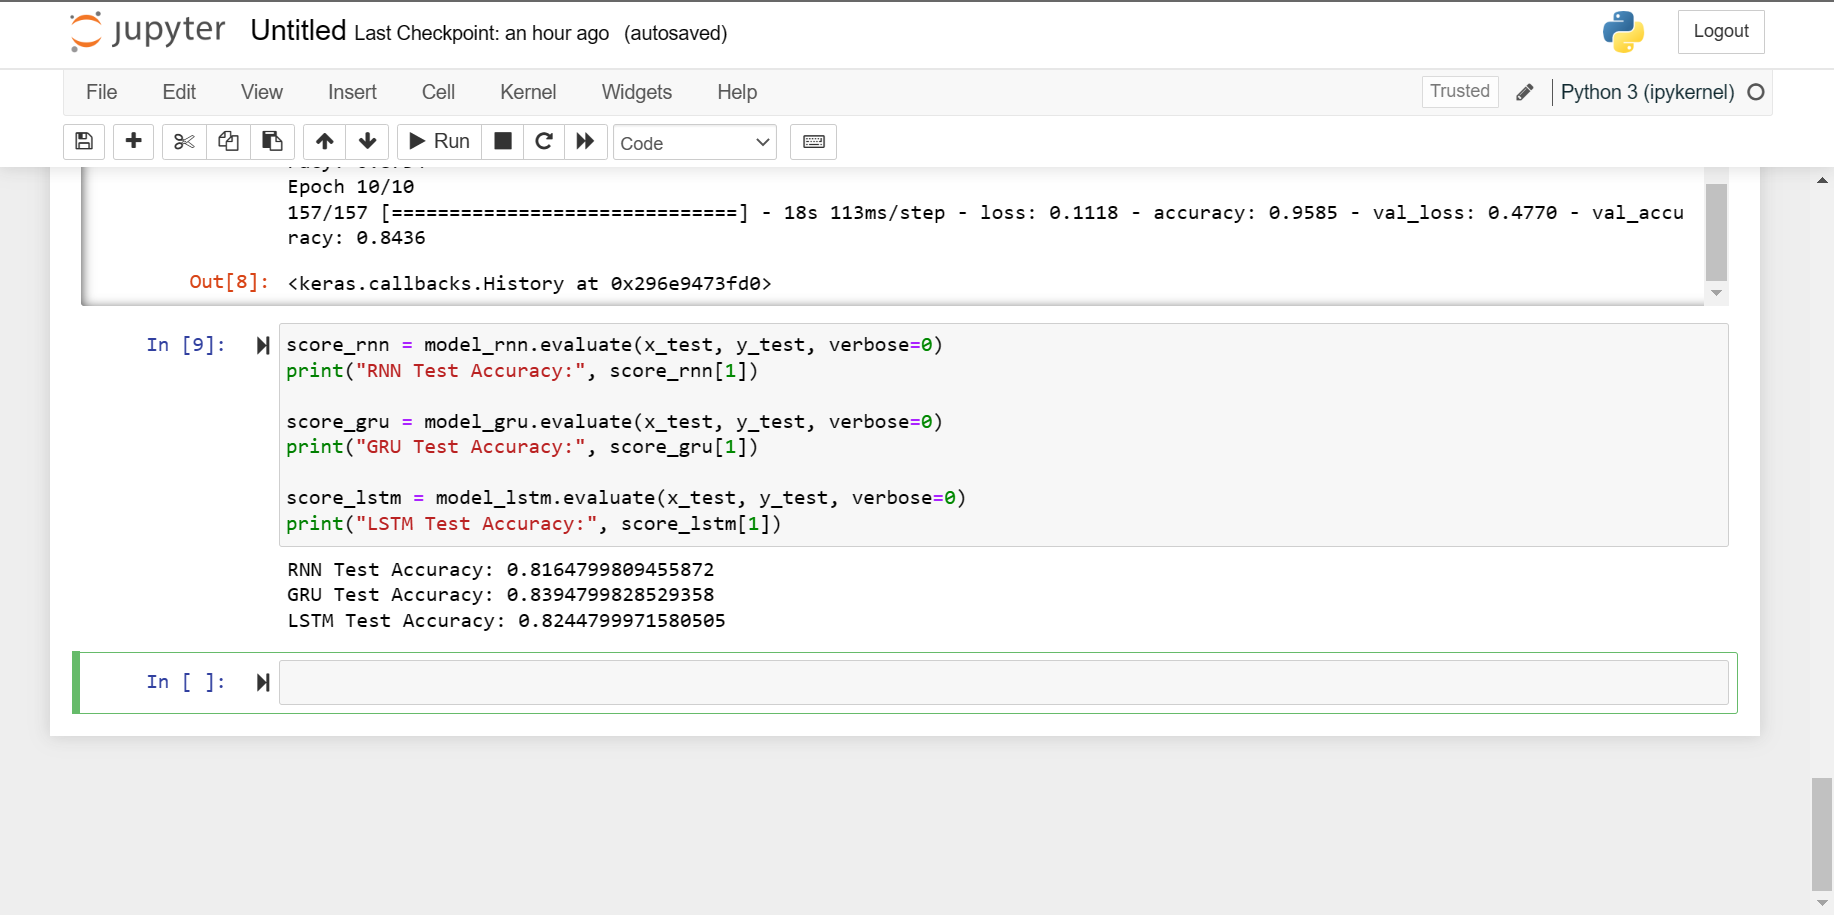 jupyter Untitled Last Checkpoint: an hour ago (autosaved) Logout
File Edit View Insert Cell Kernel Widgets Help Trusted Python 3 (ipykernel)
Run Code
Epoch 10/10
157/157 [==============================] - 18s 113ms/step - loss: 0.1118 - accuracy: 0.9585 - val_loss: 0.4770 - val_accu
racy: 0.8436
Out[8]: <keras.callbacks.History at 0x296e9473fd0>
In [9]: score_rnn = model_rnn.evaluate(x_test, y_test, verbose=0)
print("RNN Test Accuracy:", score_rnn[1])
score_gru = model_gru.evaluate(x_test, y_test, verbose=0)
print("GRU Test Accuracy:", score_gru[1])
score_lstm = model_lstm.evaluate(x_test, y_test, verbose=0)
print("LSTM Test Accuracy:", score_lstm[1])
RNN Test Accuracy: 0.8164799809455872
GRU Test Accuracy: 0.8394799828529358
LSTM Test Accuracy: 0.8244799971580505
In [ ]: